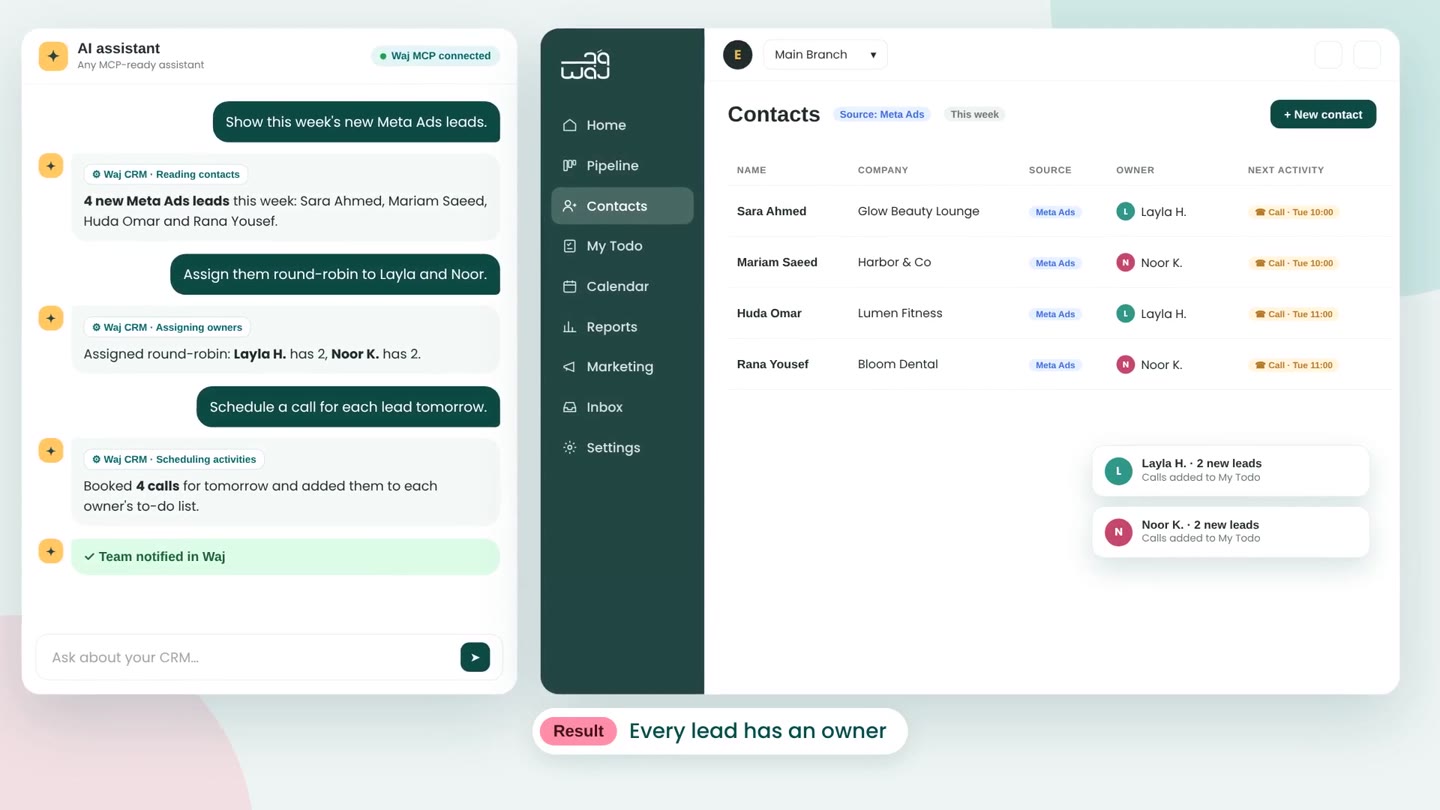 AI assistant
Any MCP-ready assistant
Waj MCP connected
Show this week's new Meta Ads leads.
Waj CRM · Reading contacts
4 new Meta Ads leads this week: Sara Ahmed, Mariam Saeed,
Huda Omar and Rana Yousef.
Assign them round-robin to Layla and Noor.
Waj CRM · Assigning owners
Assigned round-robin: Layla H. has 2, Noor K. has 2.
Schedule a call for each lead tomorrow.
Waj CRM · Scheduling activities
Booked 4 calls for tomorrow and added them to each
owner's to-do list.
✓ Team notified in Waj
Ask about your CRM...
waj
Home
Pipeline
Contacts
My Todo
Calendar
Reports
Marketing
Inbox
Settings
E
Main Branch
Contacts
Source: Meta Ads
This week
+ New contact
NAME COMPANY SOURCE OWNER NEXT ACTIVITY
Sara Ahmed Glow Beauty Lounge Meta Ads L Layla H. ☎ Call · Tue 10:00
Mariam Saeed Harbor & Co Meta Ads N Noor K. ☎ Call · Tue 10:00
Huda Omar Lumen Fitness Meta Ads L Layla H. ☎ Call · Tue 11:00
Rana Yousef Bloom Dental Meta Ads N Noor K. ☎ Call · Tue 11:00
L
Layla H. · 2 new leads
Calls added to My Todo
N
Noor K. · 2 new leads
Calls added to My Todo
Result
Every lead has an owner